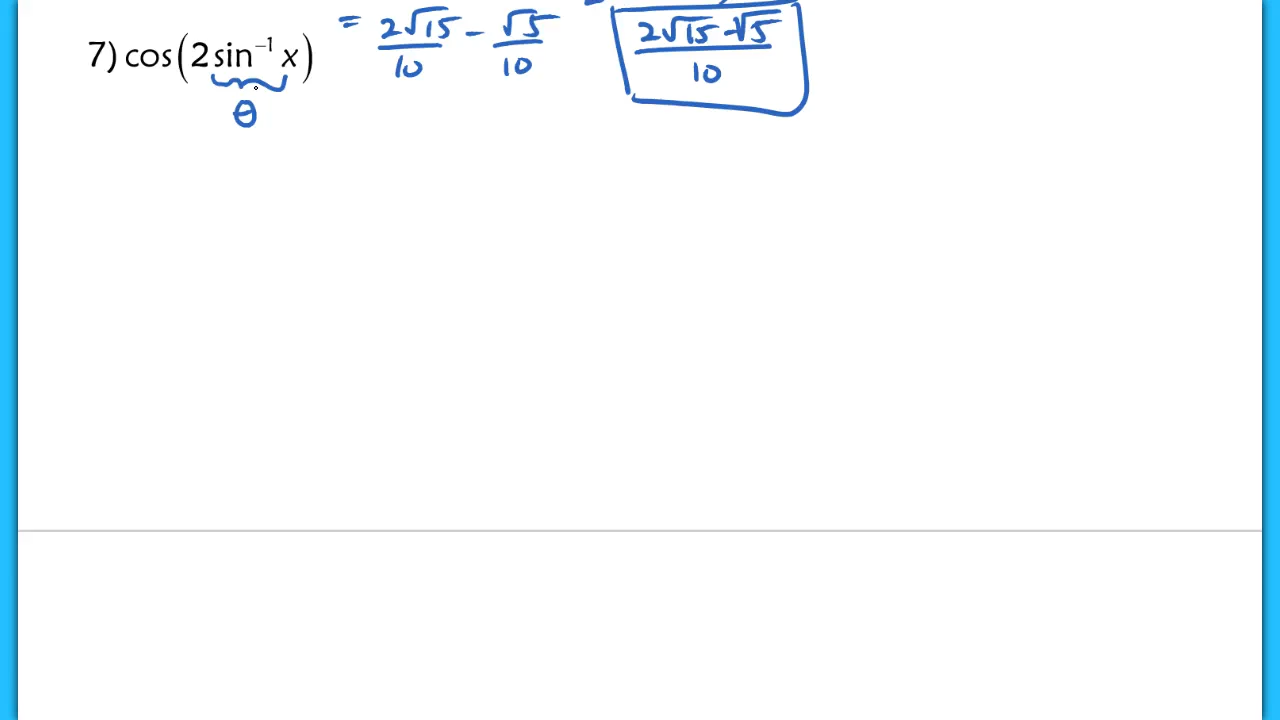 7) cos(2sin⁻¹ x)
θ
= 2√15/10 - √5/10
2√15 - √5/10